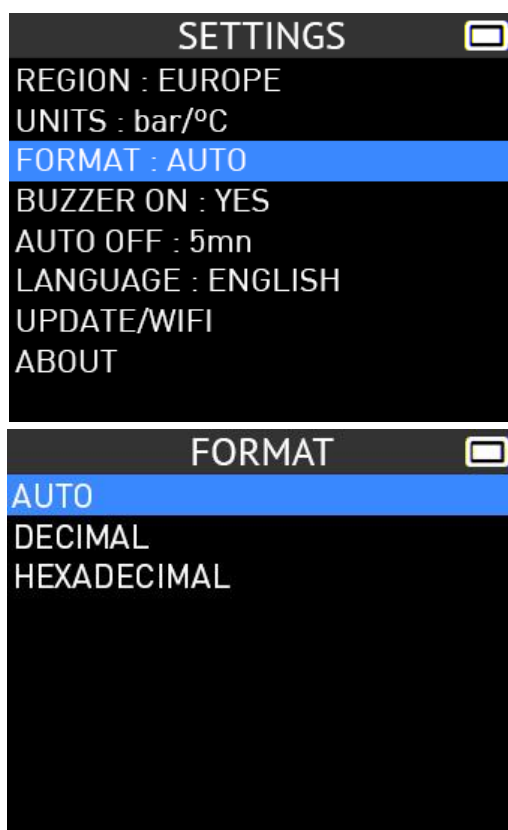 SETTINGS
REGION : EUROPE
UNITS : bar/ºC
FORMAT : AUTO
BUZZER ON : YES
AUTO OFF : 5mn
LANGUAGE : ENGLISH
UPDATE/WIFI
ABOUT
FORMAT
AUTO
DECIMAL
HEXADECIMAL